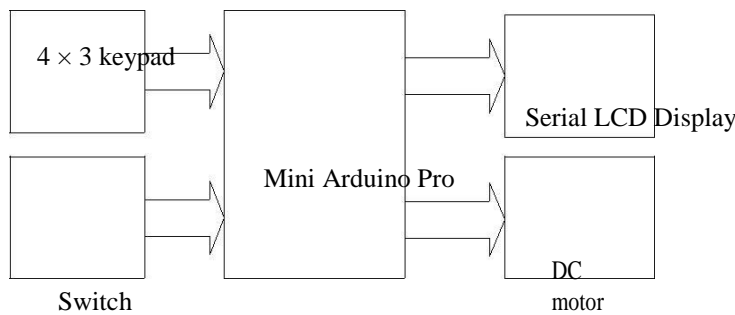 4 × 3 keypad
Serial LCD Display
Mini Arduino Pro
DC
motor
Switch